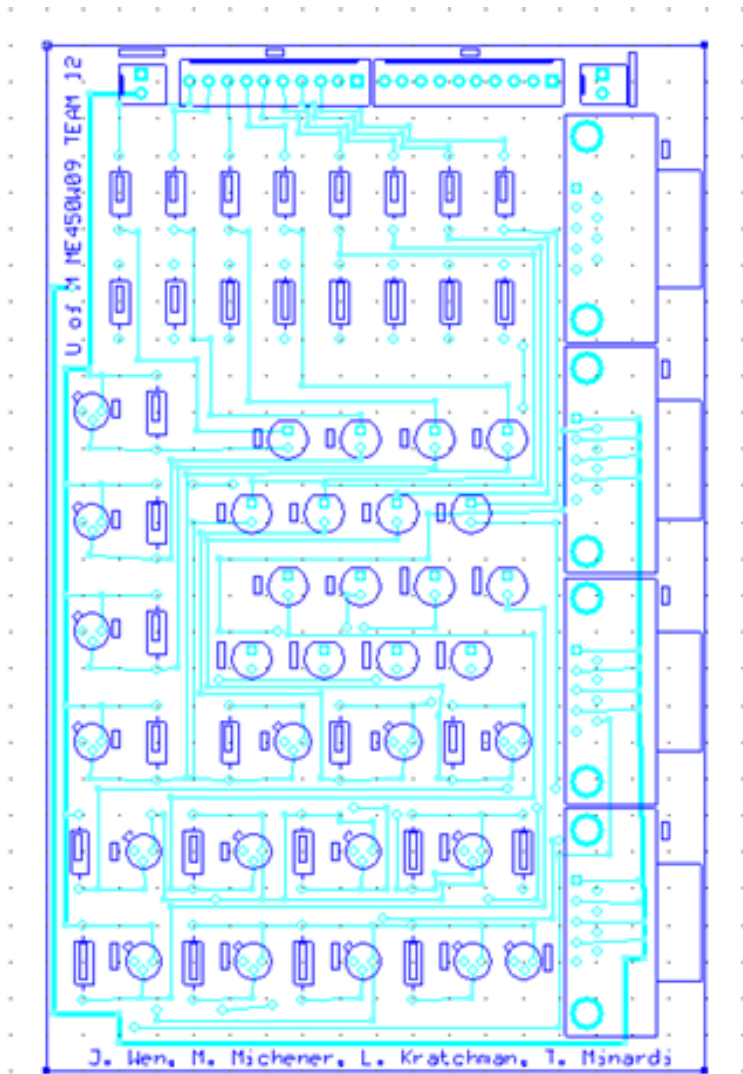 U of M ME450W09 TEAM 12
J. Wen, M. Michener, L. Kratchman, T. Minardi